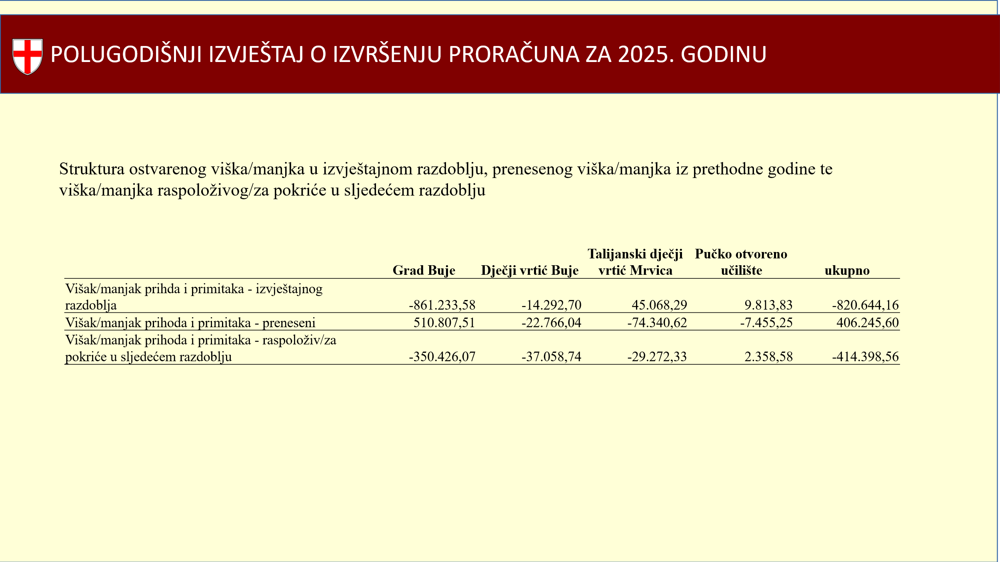 POLUGODIŠNJI IZVJEŠTAJ O IZVRŠENJU PRORAČUNA ZA 2025. GODINU
Struktura ostvarenog viška/manjka u izvještajnom razdoblju, prenesenog viška/manjka iz prethodne godine te
viška/manjka raspoloživog/za pokriće u sljedećem razdoblju
Talijanski dječji Pučko otvoreno
Grad Buje Dječji vrtić Buje vrtić Mrvica učilište ukupno
Višak/manjak prihda i primitaka - izvještajnog
razdoblja -861.233,58 -14.292,70 45.068,29 9.813,83 -820.644,16
Višak/manjak prihoda i primitaka - preneseni 510.807,51 -22.766,04 -74.340,62 -7.455,25 406.245,60
Višak/manjak prihoda i primitaka - raspoloživ/za
pokriće u sljedećem razdoblju -350.426,07 -37.058,74 -29.272,33 2.358,58 -414.398,56